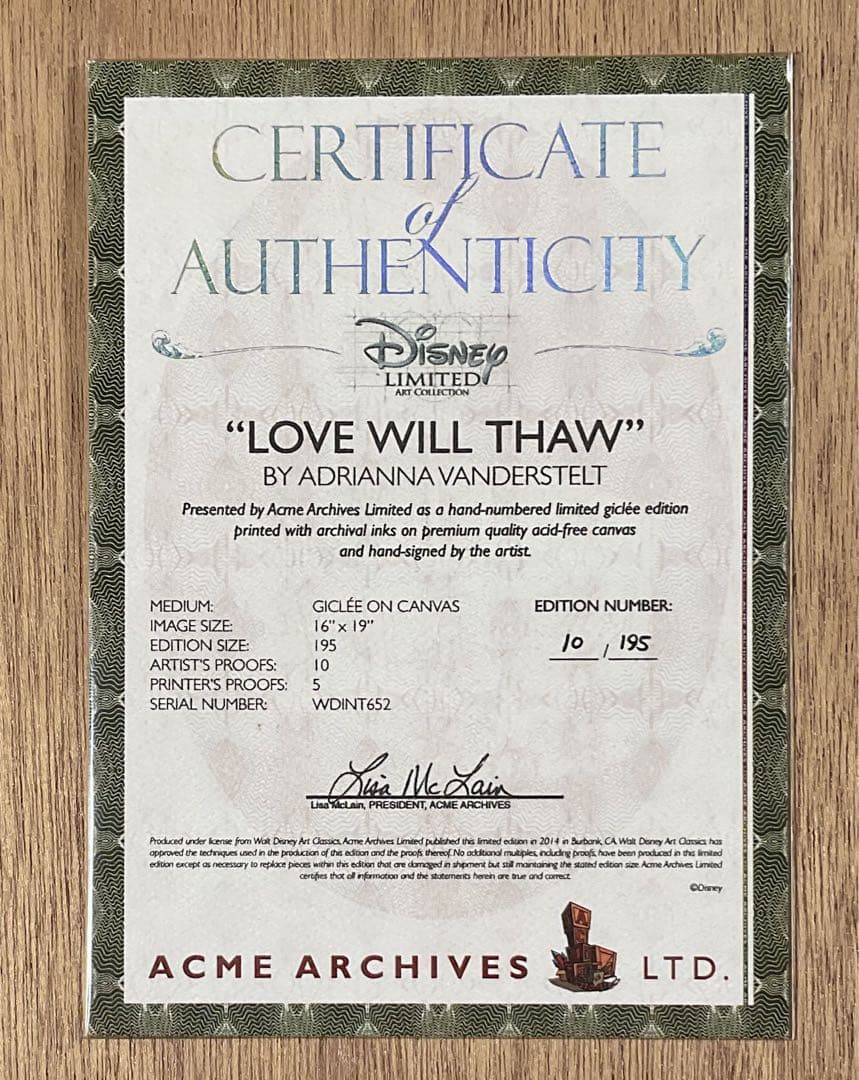 CERTIFICATE
of
AUTHENTICITY
Disney
LIMITED
ART COLLECTION
“LOVE WILL THAW”
BY ADRIANNA VANDERSTELT
Presented by Acme Archives Limited as a hand-numbered limited giclée edition
printed with archival inks on premium quality acid-free canvas
and hand-signed by the artist.
MEDIUM: GICLÉE ON CANVAS
IMAGE SIZE: 16” x 19”
EDITION SIZE: 195
ARTIST'S PROOFS: 10
PRINTER'S PROOFS: 5
SERIAL NUMBER: WDINT652
EDITION NUMBER:
10 / 195
Lisa McLain
Lisa McLain, PRESIDENT, ACME ARCHIVES
Produced under license from Walt Disney Art Classics, Acme Archives Limited published this limited edition in 2014 in Burbank, CA. Walt Disney Art Classics has
approved the techniques used in the production of this edition and the proofs thereof. No additional multiples, including proofs, have been produced in this limited
edition except as necessary to replace pieces within this edition that are damaged in shipment but still maintaining the stated edition size. Acme Archives Limited
certifies that all information and the statements herein are true and correct.
©Disney
ACME ARCHIVES LTD.